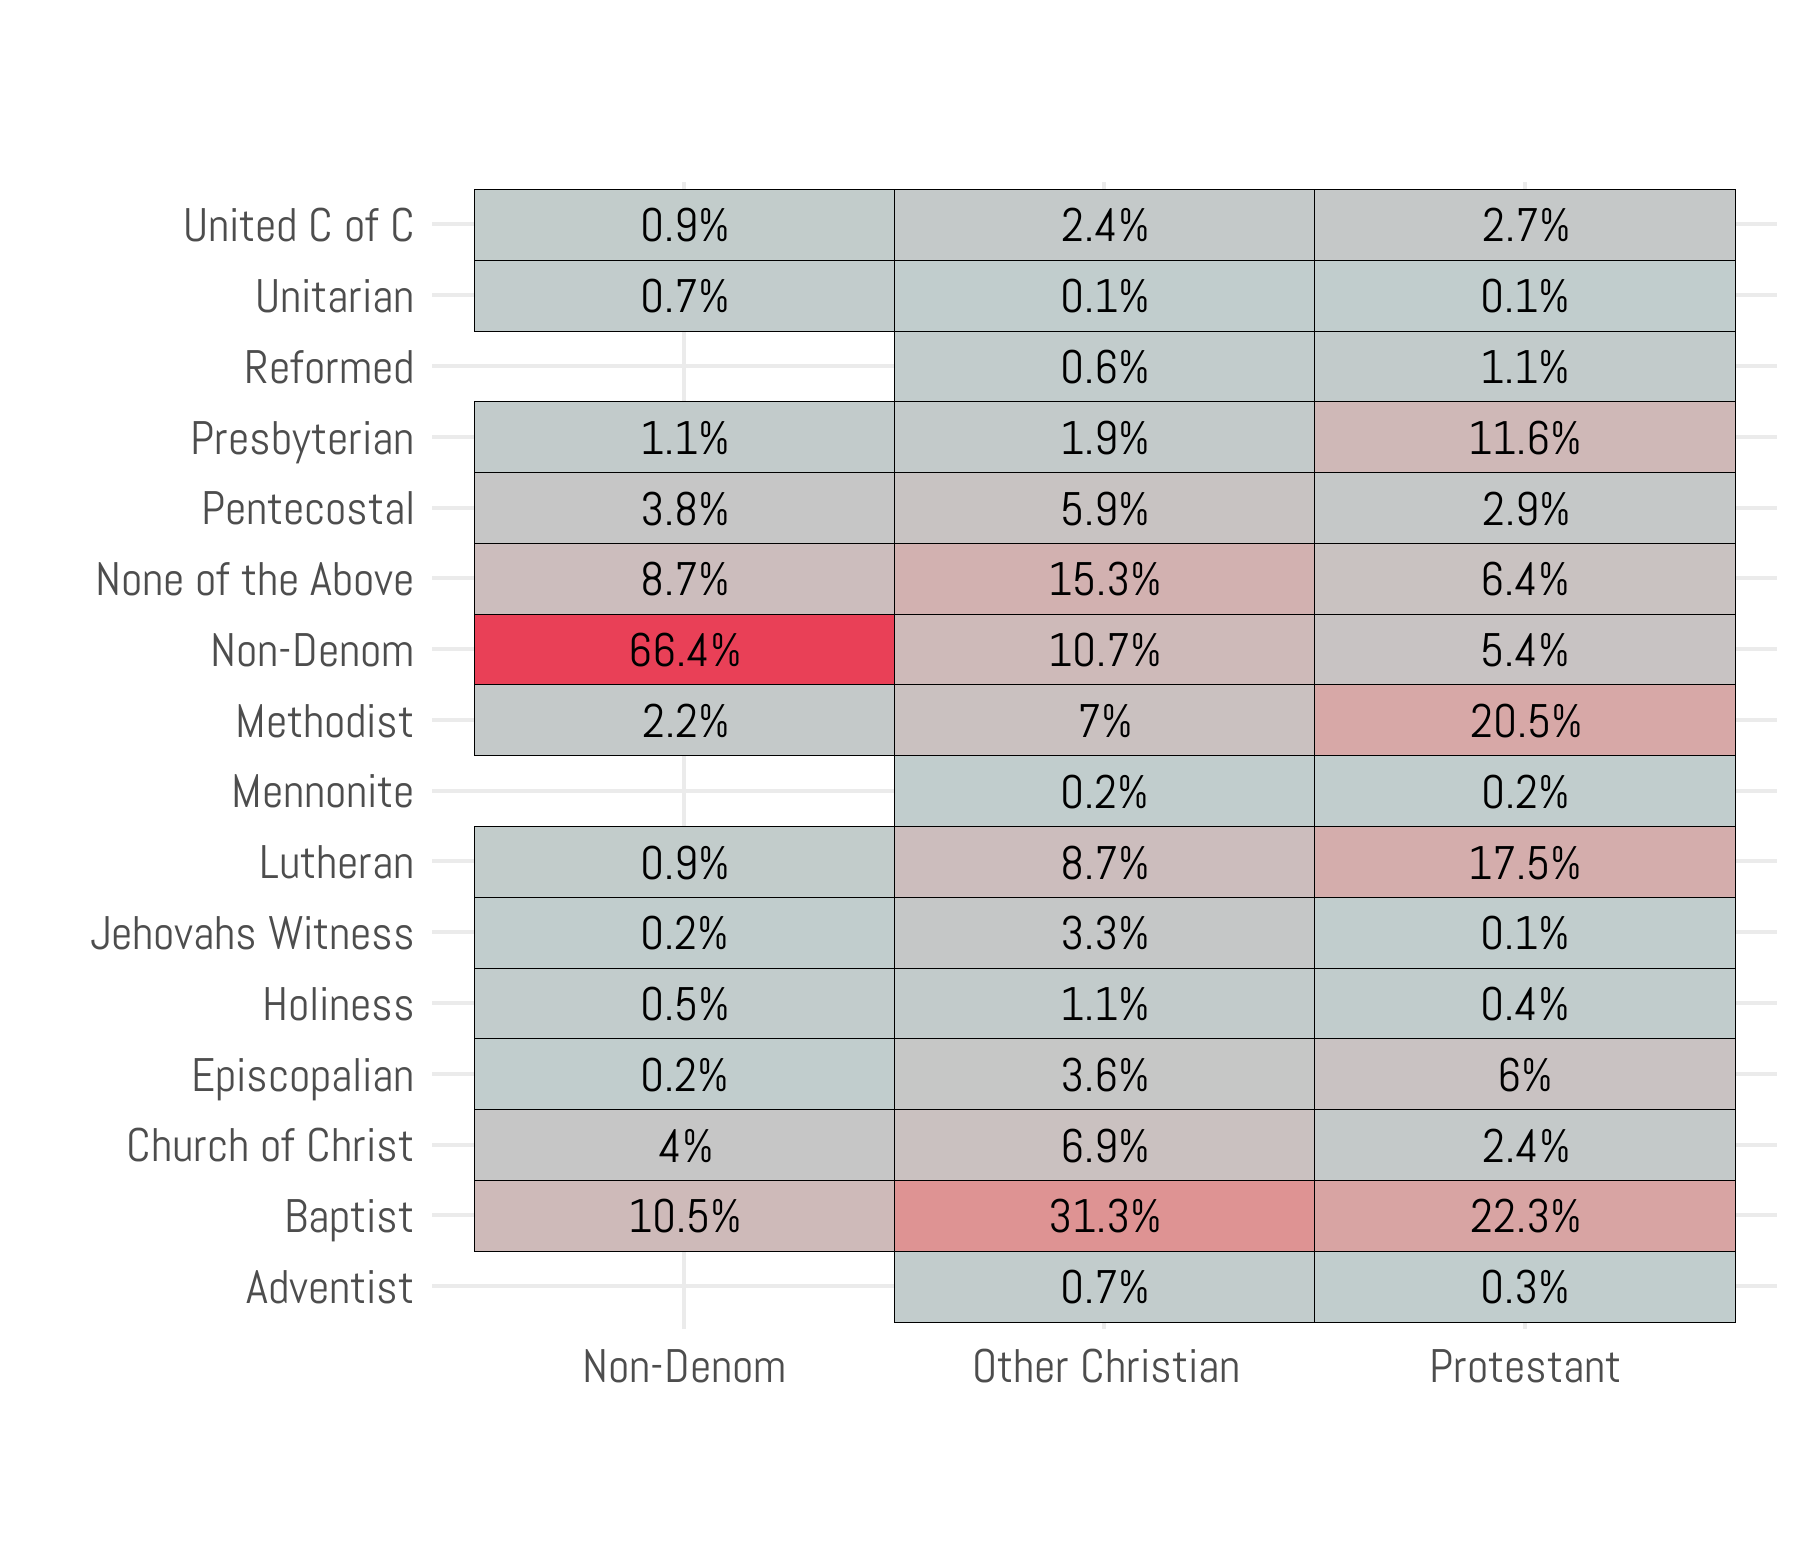 United C of C 0.9% 2.4% 2.7%
Unitarian 0.7% 0.1% 0.1%
Reformed 0.6% 1.1%
Presbyterian 1.1% 1.9% 11.6%
Pentecostal 3.8% 5.9% 2.9%
None of the Above 8.7% 15.3% 6.4%
Non-Denom 66.4% 10.7% 5.4%
Methodist 2.2% 7% 20.5%
Mennonite 0.2% 0.2%
Lutheran 0.9% 8.7% 17.5%
Jehovahs Witness 0.2% 3.3% 0.1%
Holiness 0.5% 1.1% 0.4%
Episcopalian 0.2% 3.6% 6%
Church of Christ 4% 6.9% 2.4%
Baptist 10.5% 31.3% 22.3%
Adventist 0.7% 0.3%
Non-Denom Other Christian Protestant